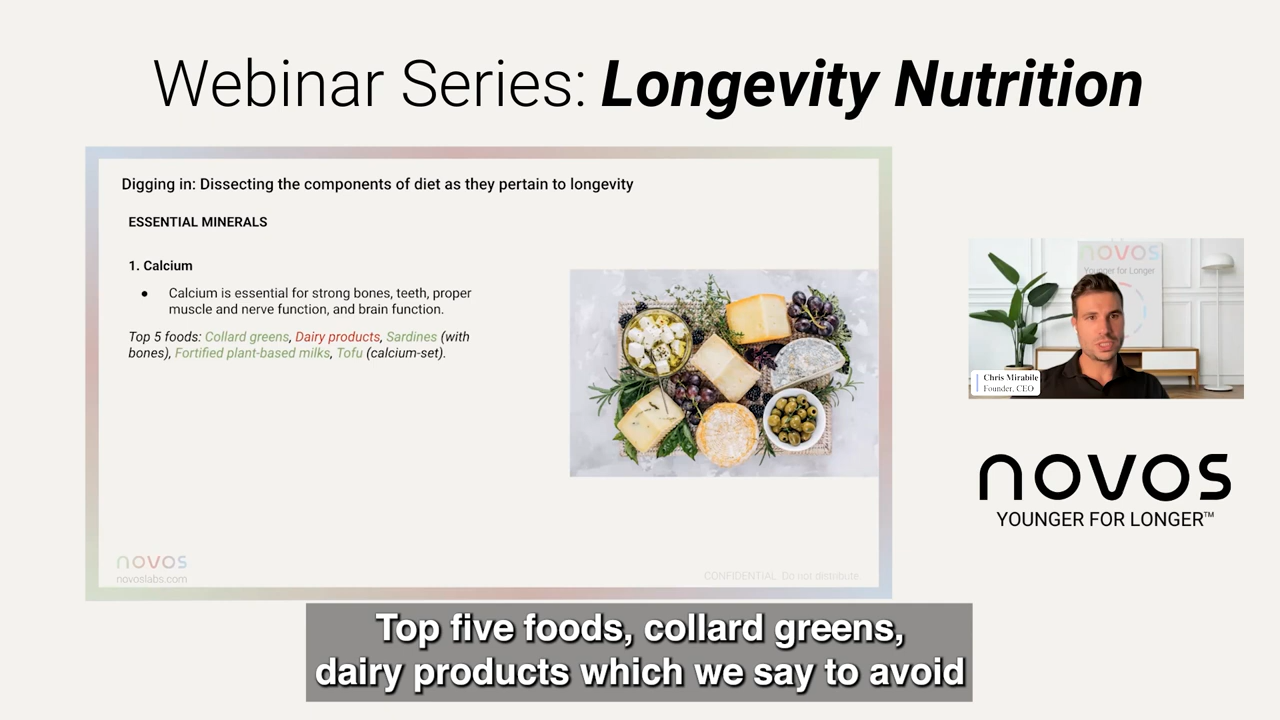 Webinar Series: Longevity Nutrition
Digging in: Dissecting the components of diet as they pertain to longevity
ESSENTIAL MINERALS
1. Calcium
● Calcium is essential for strong bones, teeth, proper
muscle and nerve function, and brain function.
Top 5 foods: Collard greens, Dairy products, Sardines (with
bones), Fortified plant-based milks, Tofu (calcium-set).
novos
novoslabs.com
CONFIDENTIAL: Do not distribute
novos
Younger for Longer
Chris Mirabile
Founder, CEO
novos
YOUNGER FOR LONGER™
Top five foods, collard greens,
dairy products which we say to avoid